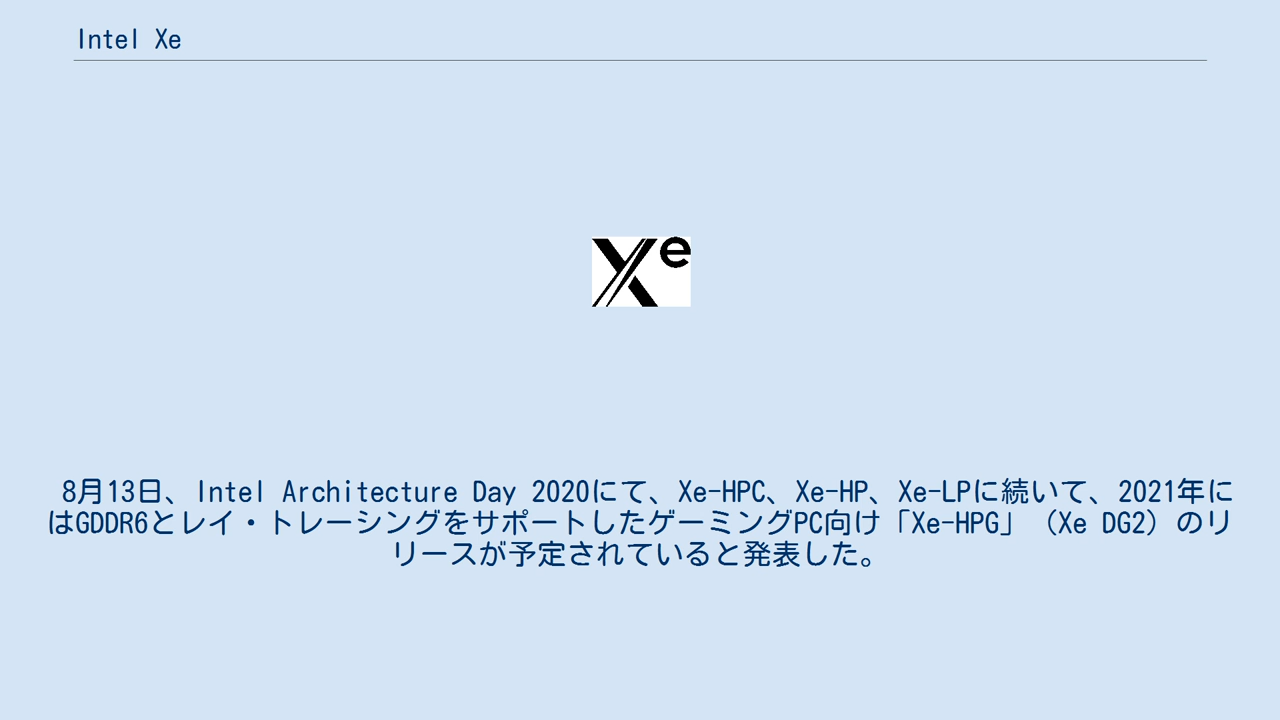 Intel Xe
Xe
8月13日、Intel Architecture Day 2020にて、Xe-HPC、Xe-HP、Xe-LPに続いて、2021年に
はGDDR6とレイ・トレーシングをサポートしたゲーミングPC向け「Xe-HPG」（Xe DG2）のリ
リースが予定されていると発表した。